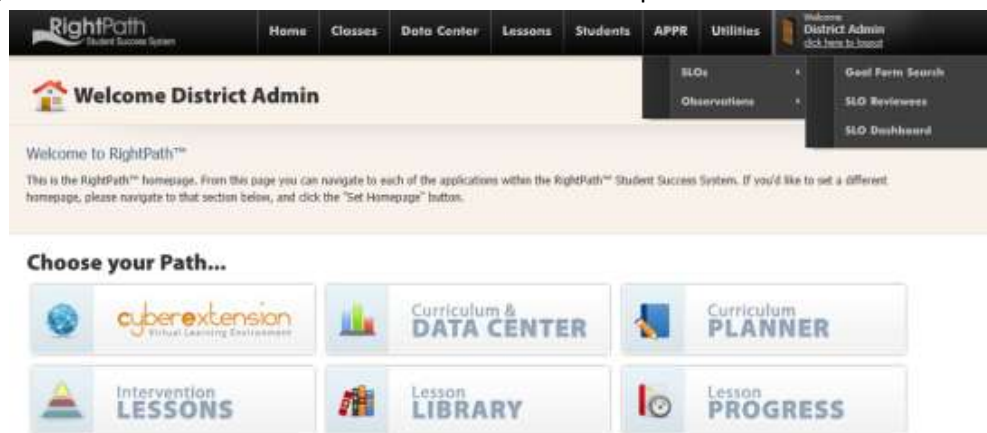 RightPath
Student Success System
Home Classes Data Center Lessons Students APPR Utilities
Welcome
District Admin
click here to logout
SLOs
Observations
Goal Form Search
SLO Reviewees
SLO Dashboard
Welcome District Admin
Welcome to RightPath™
This is the RightPath™ homepage. From this page you can navigate to each of the applications within the RightPath™ Student Success System. If you'd like to set a different
homepage, please navigate to that section below, and click the "Set Homepage" button.
Choose your Path...
cyberextension
Virtual Learning Environment
Curriculum &
DATA CENTER
Curriculum
PLANNER
Intervention
LESSONS
Lesson
LIBRARY
Lesson
PROGRESS